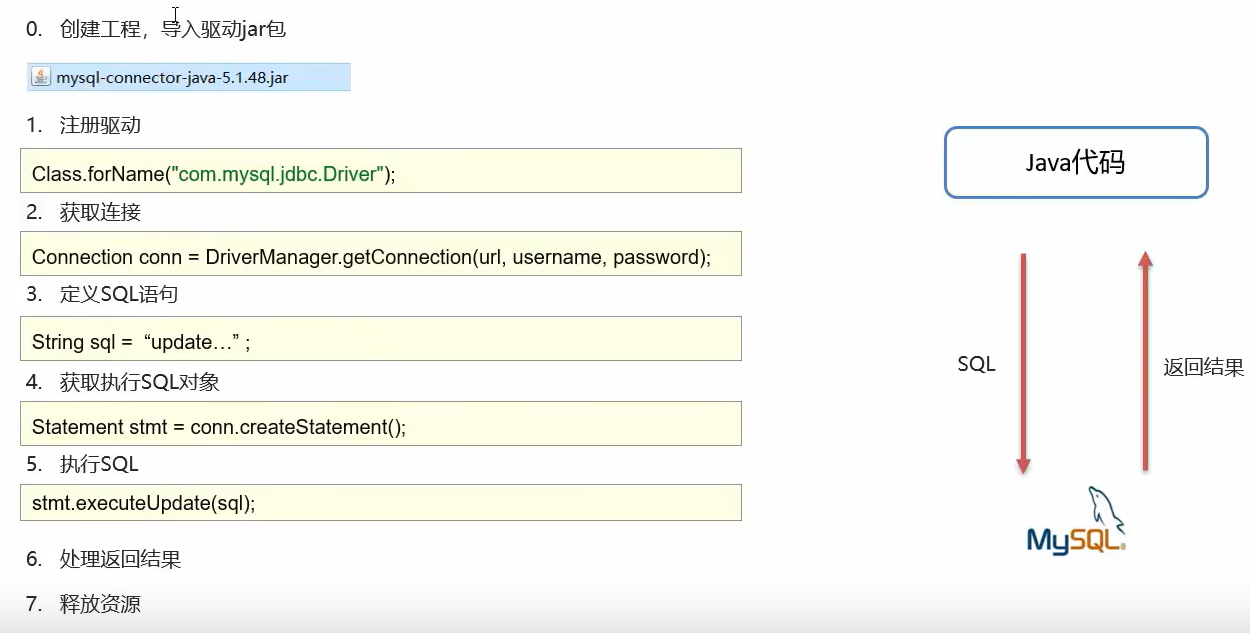 0. 创建工程，导入驱动jar包
mysql-connector-java-5.1.48.jar
1. 注册驱动
Class.forName("com.mysql.jdbc.Driver");
2. 获取连接
Connection conn = DriverManager.getConnection(url, username, password);
3. 定义SQL语句
String sql = “update…” ;
4. 获取执行SQL对象
Statement stmt = conn.createStatement();
5. 执行SQL
stmt.executeUpdate(sql);
6. 处理返回结果
7. 释放资源
Java代码
SQL
返回结果
MySQL®